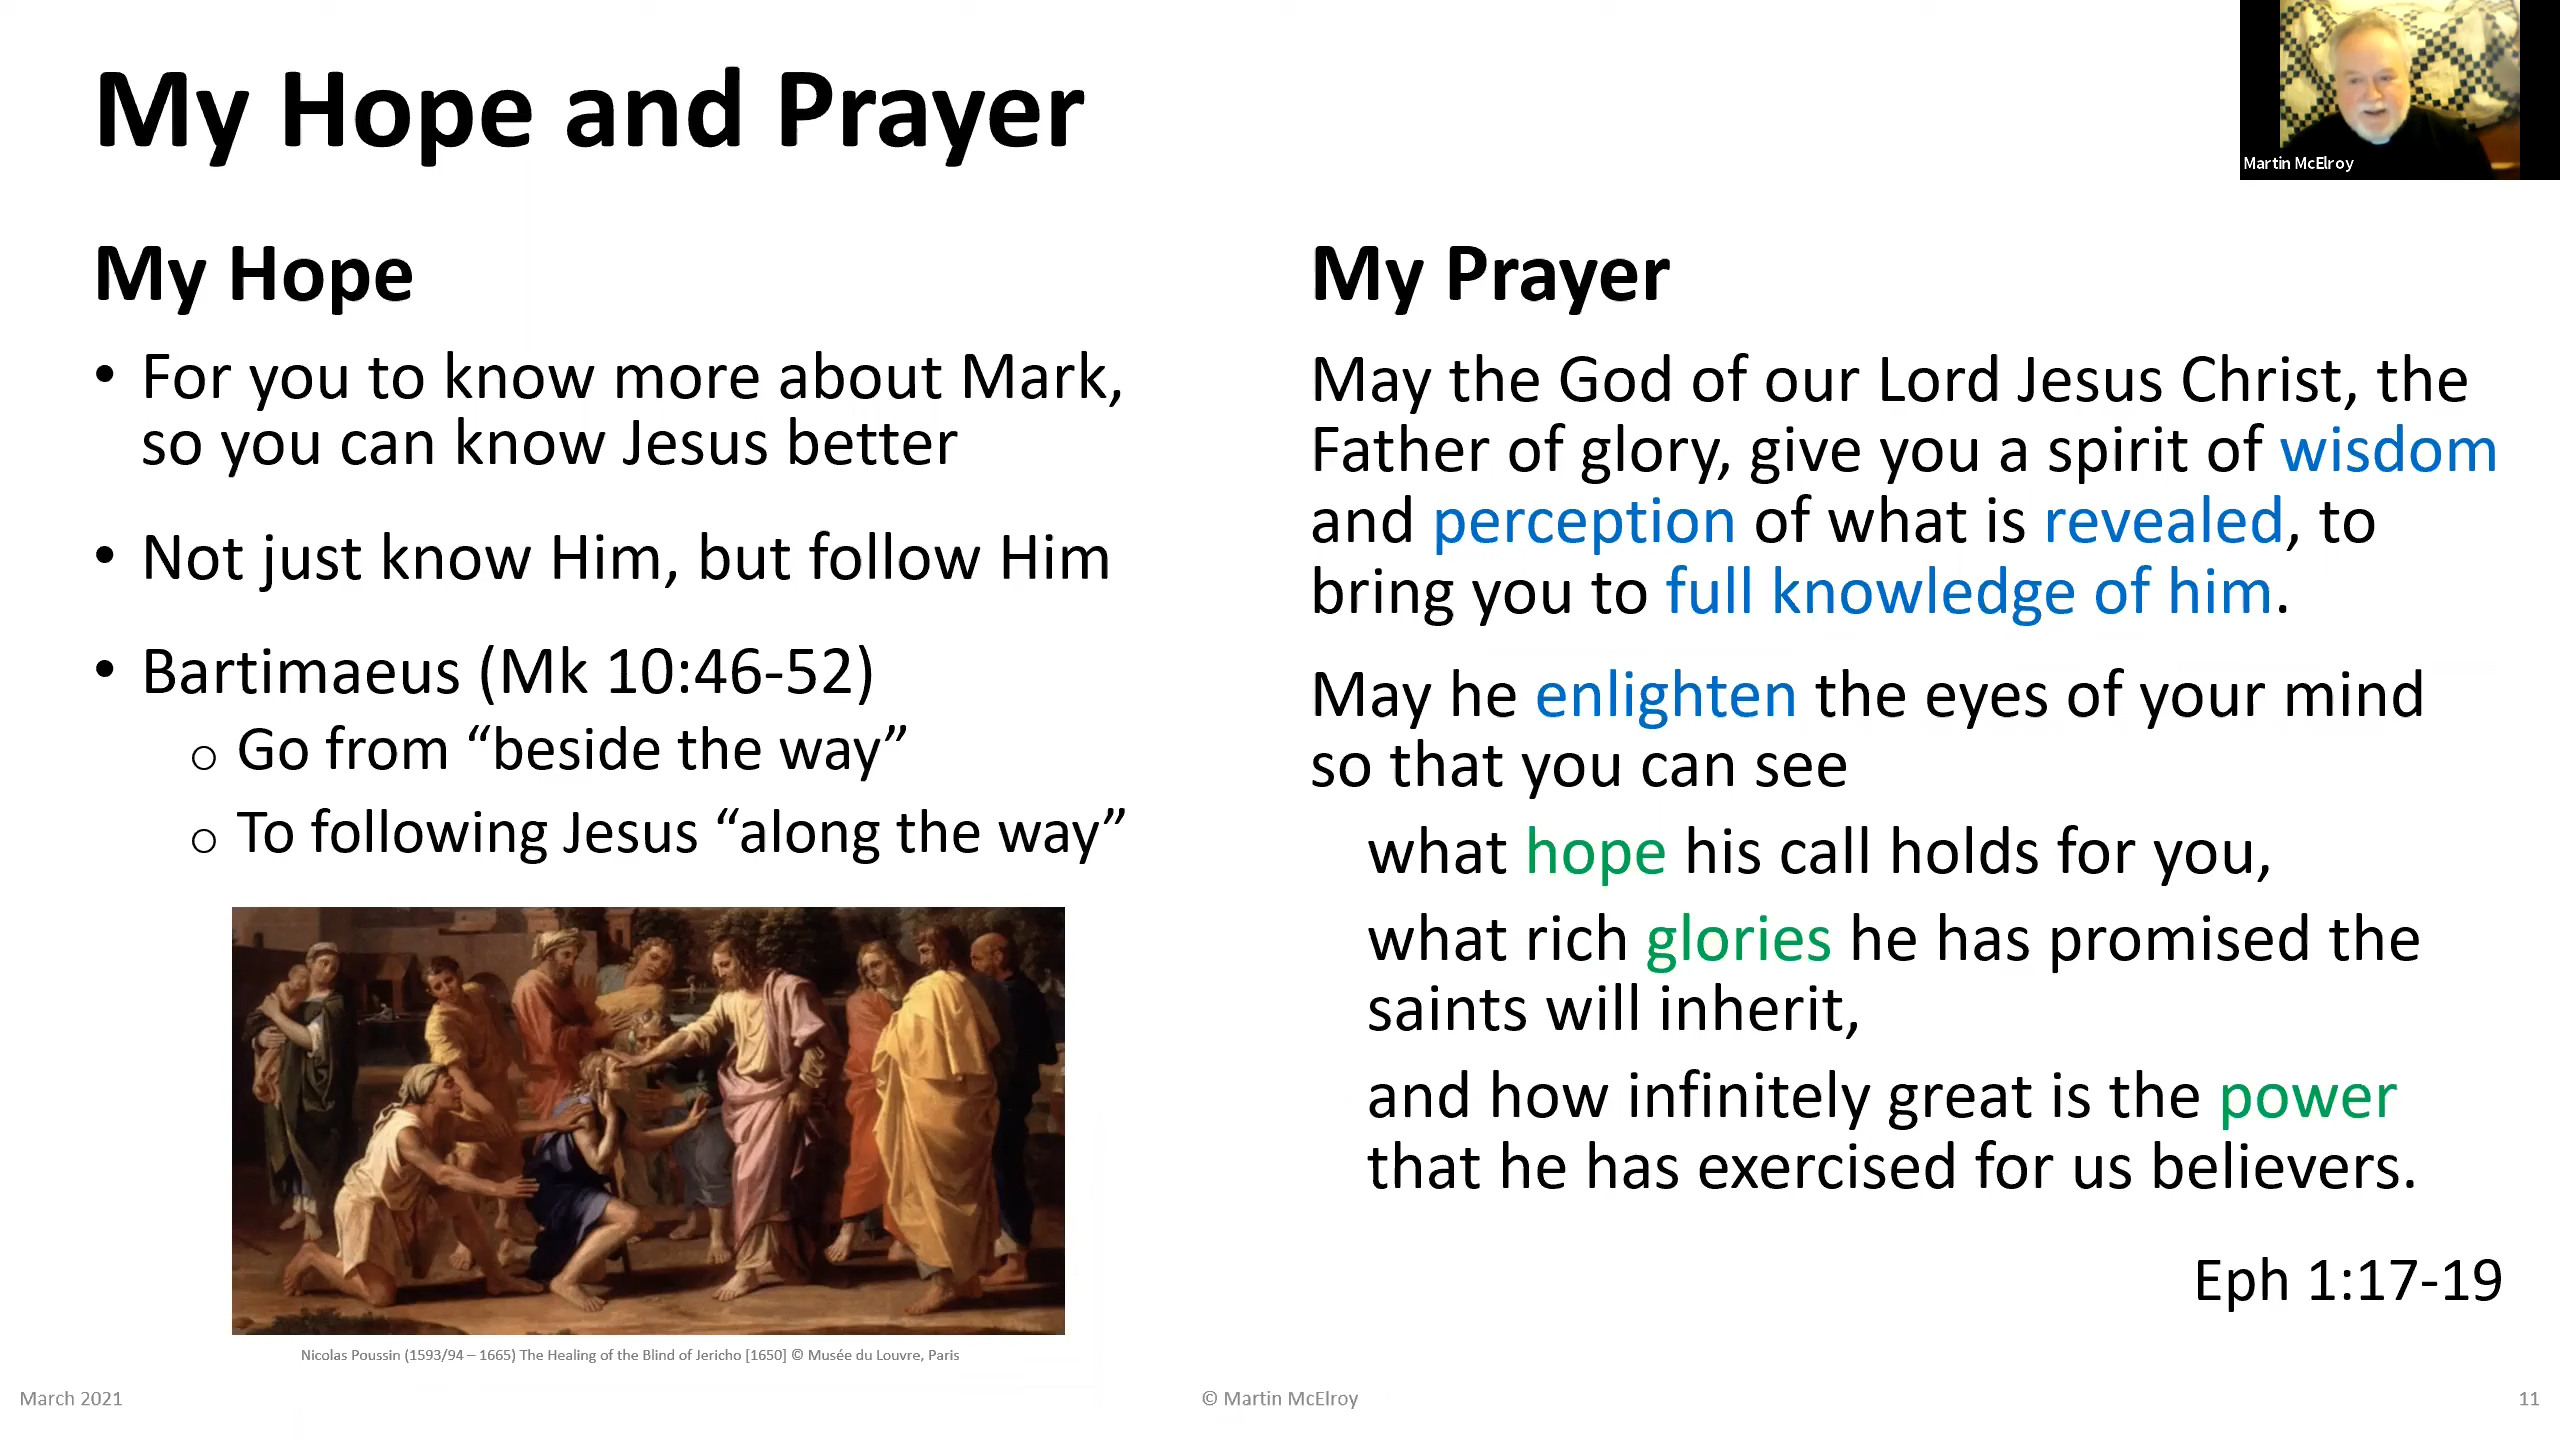 My Hope and Prayer
Martin McElroy
My Hope
• For you to know more about Mark,
so you can know Jesus better
• Not just know Him, but follow Him
• Bartimaeus (Mk 10:46-52)
o Go from “beside the way”
o To following Jesus “along the way”
Nicolas Poussin (1593/94 – 1665) The Healing of the Blind of Jericho [1650] © Musée du Louvre, Paris
My Prayer
May the God of our Lord Jesus Christ, the
Father of glory, give you a spirit of wisdom
and perception of what is revealed, to
bring you to full knowledge of him.
May he enlighten the eyes of your mind
so that you can see
what hope his call holds for you,
what rich glories he has promised the
saints will inherit,
and how infinitely great is the power
that he has exercised for us believers.
Eph 1:17-19
March 2021
© Martin McElroy
11